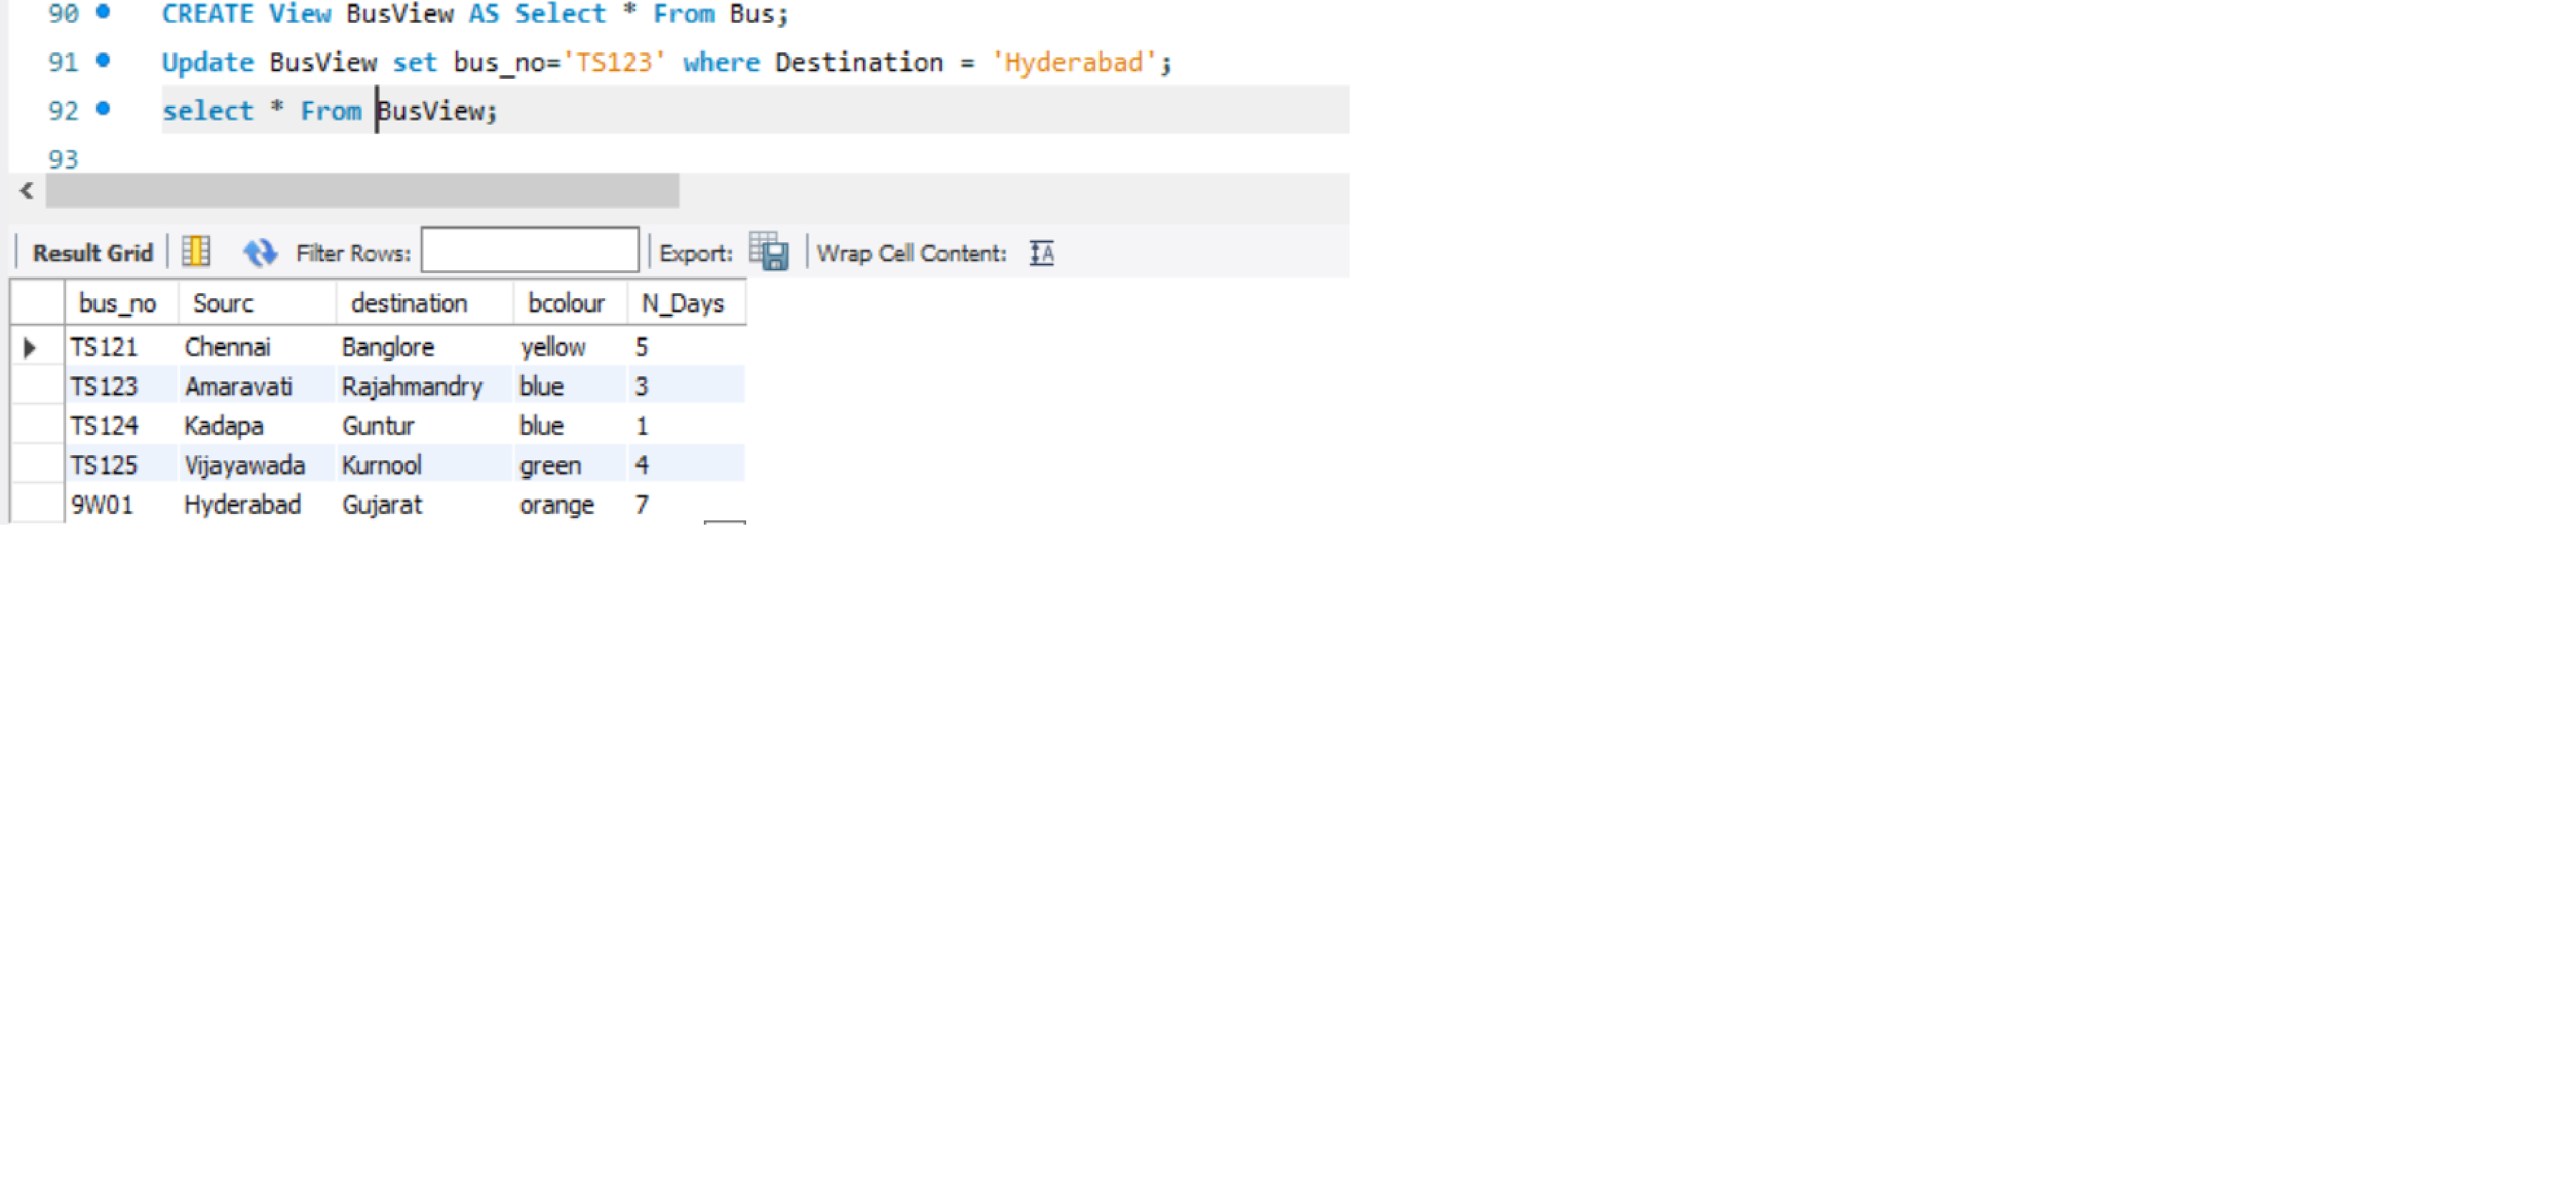 90 CREATE View BusView AS Select * From Bus;
91 Update BusView set bus_no='TS123' where Destination = 'Hyderabad';
92 select * From BusView;
93
Result Grid Filter Rows: Export: Wrap Cell Content:
bus_no Sourc destination bcolour N_Days
TS121 Chennai Banglore yellow 5
TS123 Amaravati Rajahmandry blue 3
TS124 Kadapa Guntur blue 1
TS125 Vijayawada Kurnool green 4
9W01 Hyderabad Gujarat orange 7